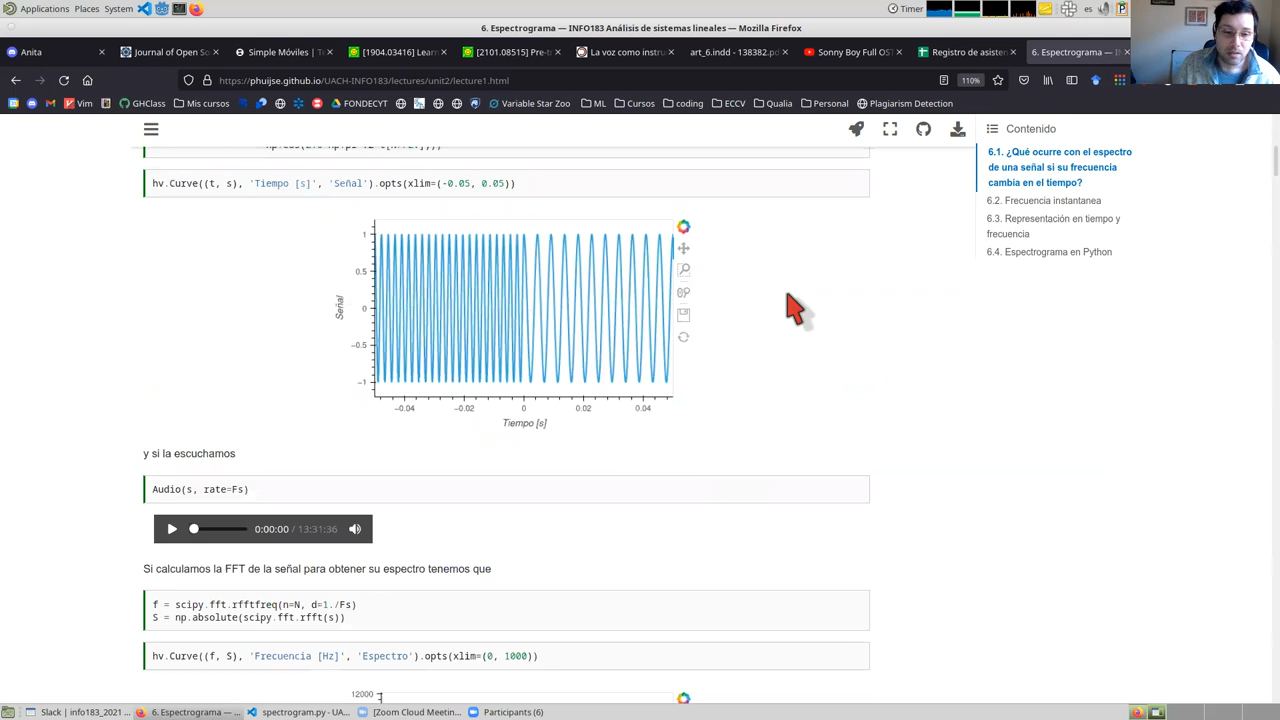 Applications Places System Timer es
6. Espectrograma — INFO183 Análisis de sistemas lineales — Mozilla Firefox
Anita Journal of Open So Simple Móviles | Tu [1904.03416] Learn [2101.08515] Pre- La voz como instru art_6.indd - 138382.pd Sonny Boy Full OST Registro de asisten 6. Espectrograma — IN
https://phuijse.github.io/UACH-INFO183/lectures/unit2/lecture1.html 110%
Vim GHClass Mis cursos FONDECYT Variable Star Zoo ML Cursos coding ECCV Qualia Personal Plagiarism Detection
Contenido
6.1. ¿Qué ocurre con el espectro
de una señal si su frecuencia
cambia en el tiempo?
6.2. Frecuencia instantanea
6.3. Representación en tiempo y
frecuencia
6.4. Espectrograma en Python
hv.Curve((t, s), 'Tiempo [s]', 'Señal').opts(xlim=(-0.05, 0.05))
1
0.5
0
−0.5
−1
Señal
−0.04 −0.02 0 0.02 0.04
Tiempo [s]
y si la escuchamos
Audio(s, rate=Fs)
0:00:00 / 13:31:36
Si calculamos la FFT de la señal para obtener su espectro tenemos que
f = scipy.fft.rfftfreq(n=N, d=1./Fs)
S = np.absolute(scipy.fft.rfft(s))
hv.Curve((f, S), 'Frecuencia [Hz]', 'Espectro').opts(xlim=(0, 1000))
12000
Slack | info183_2021 6. Espectrograma — ... spectrogram.py - UA... [Zoom Cloud Meetin... Participants (6)